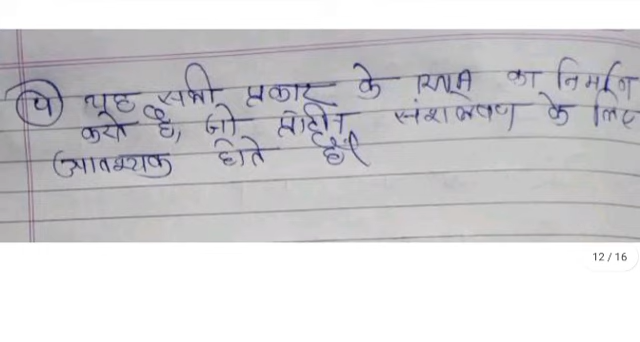 (प) यह सभी प्रकार के RNA का निर्माण
करते है, जो प्रोटीन संश्लेषण के लिए
आवश्यक होते है।
12 / 16